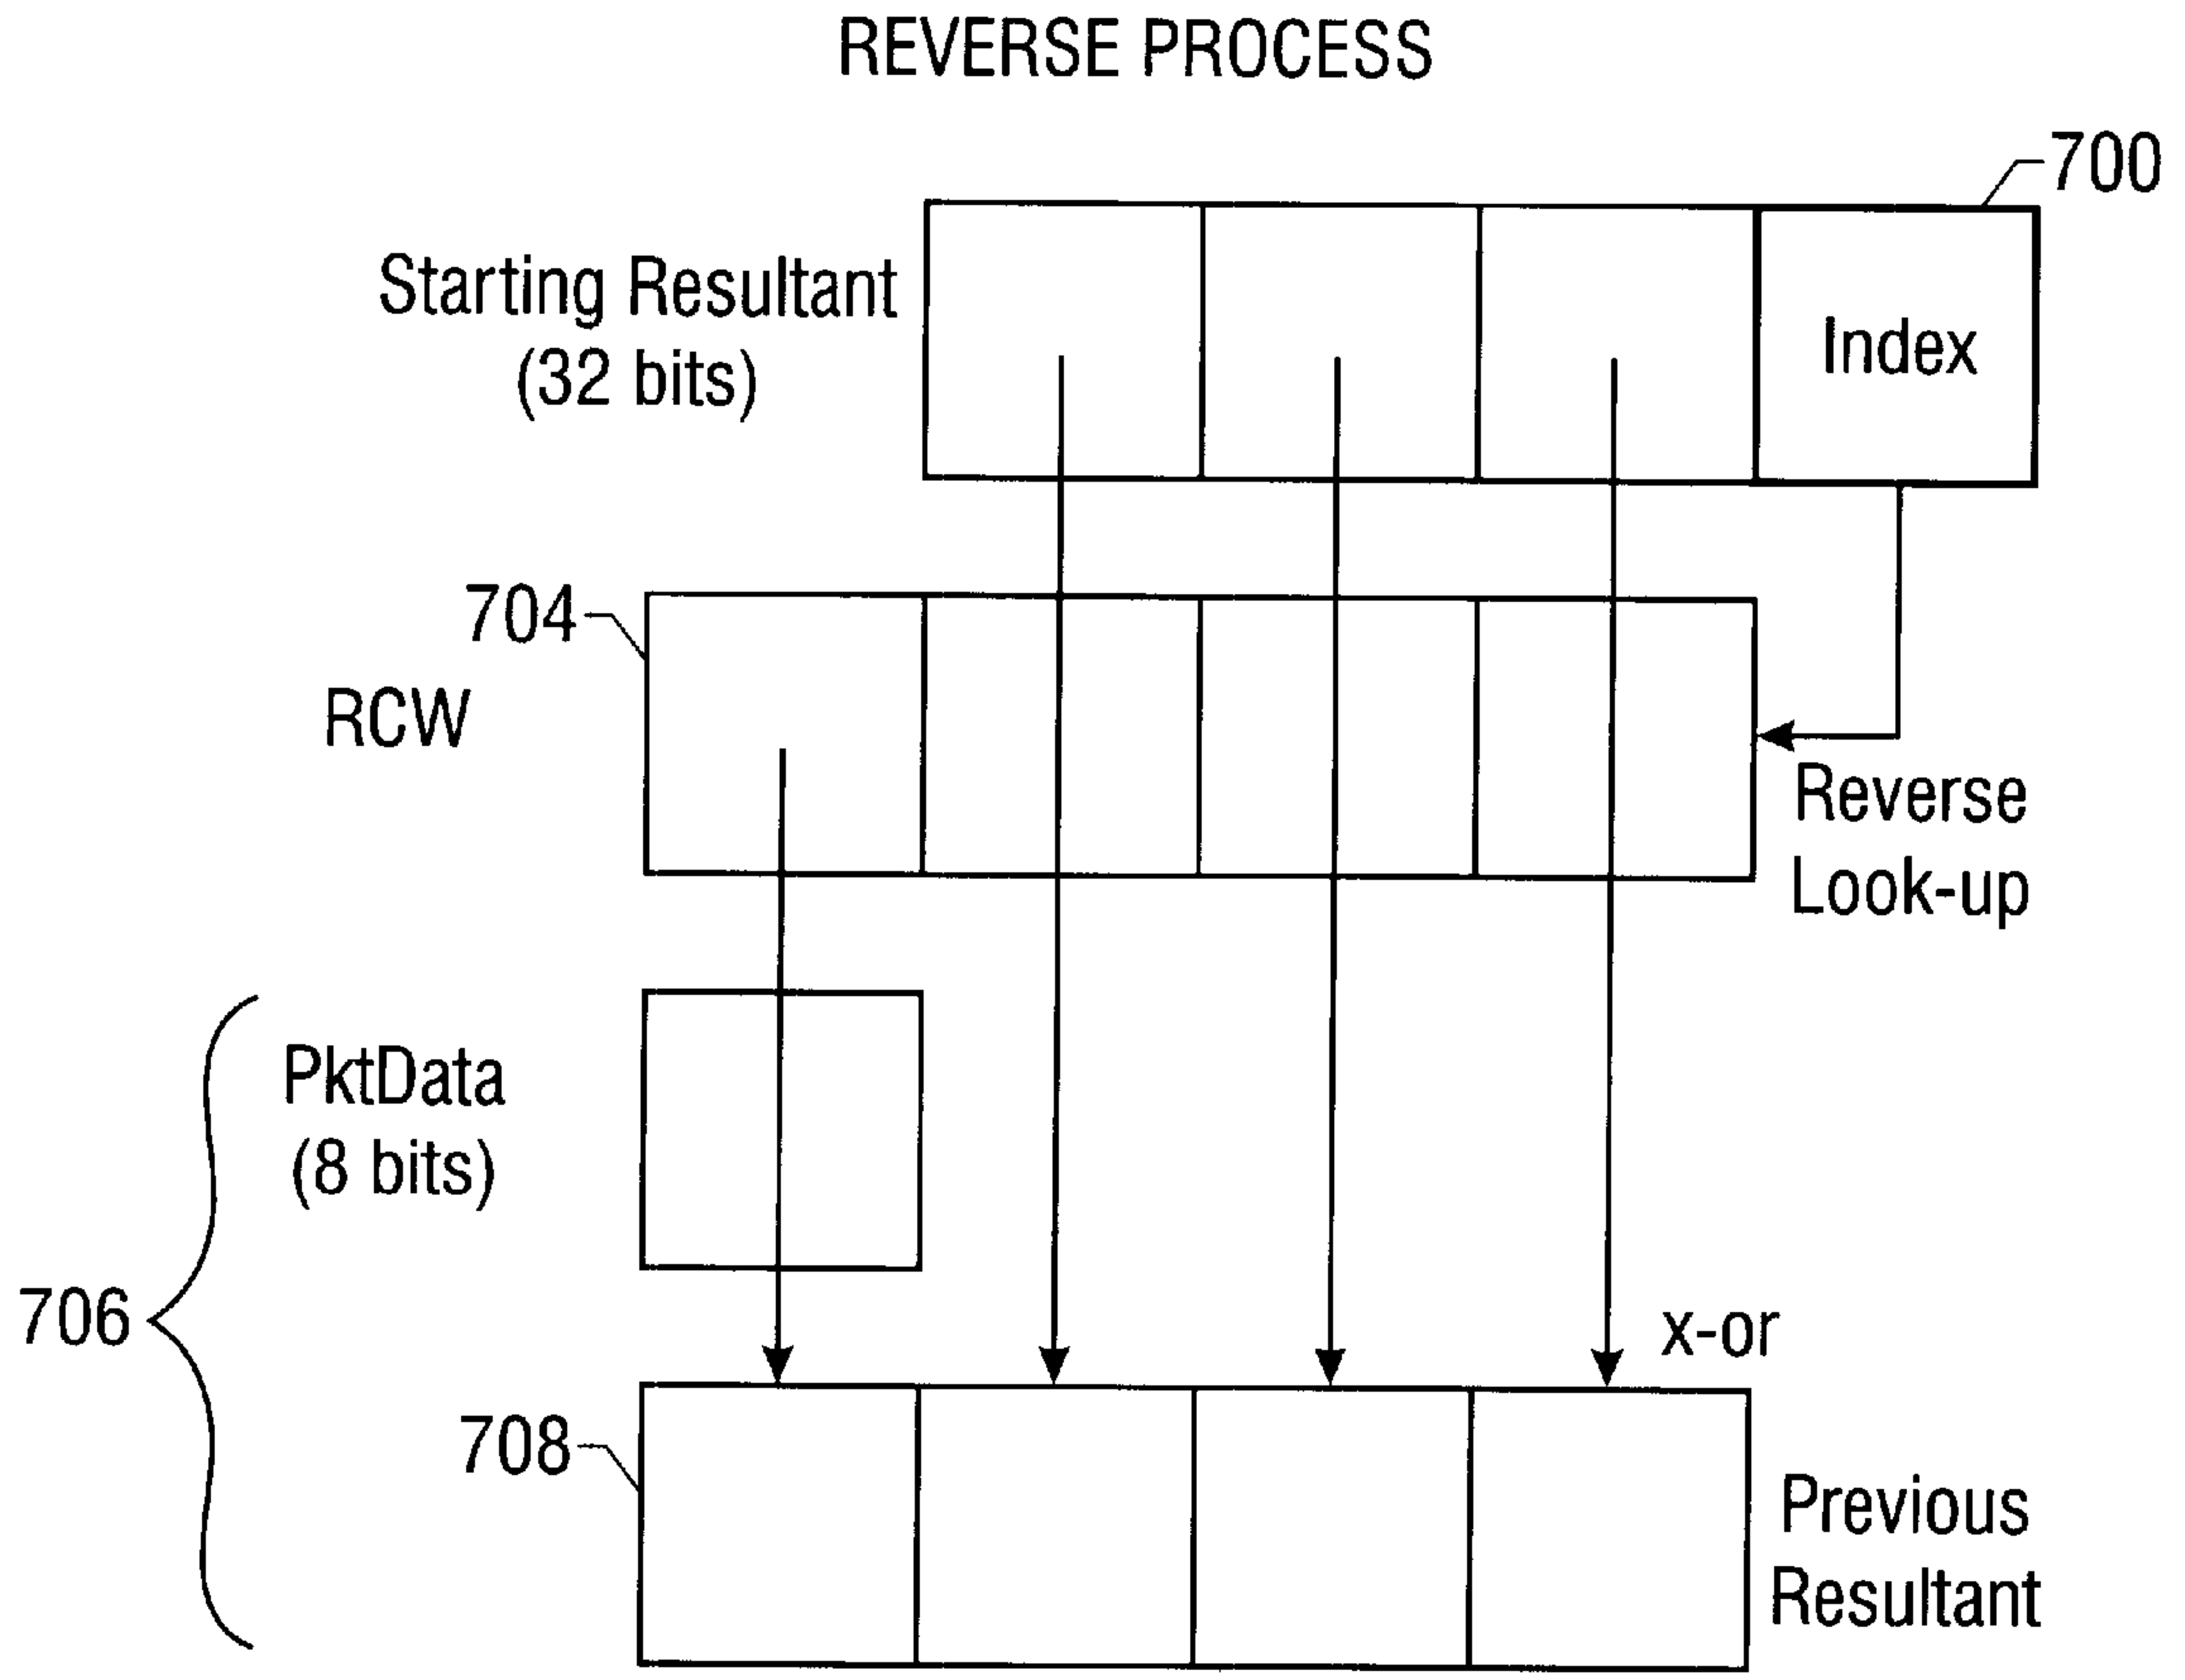 REVERSE PROCESS
700
Starting Resultant
(32 bits)
Index
704
RCW
Reverse
Look-up
PktData
(8 bits)
706
x-or
708
Previous
Resultant